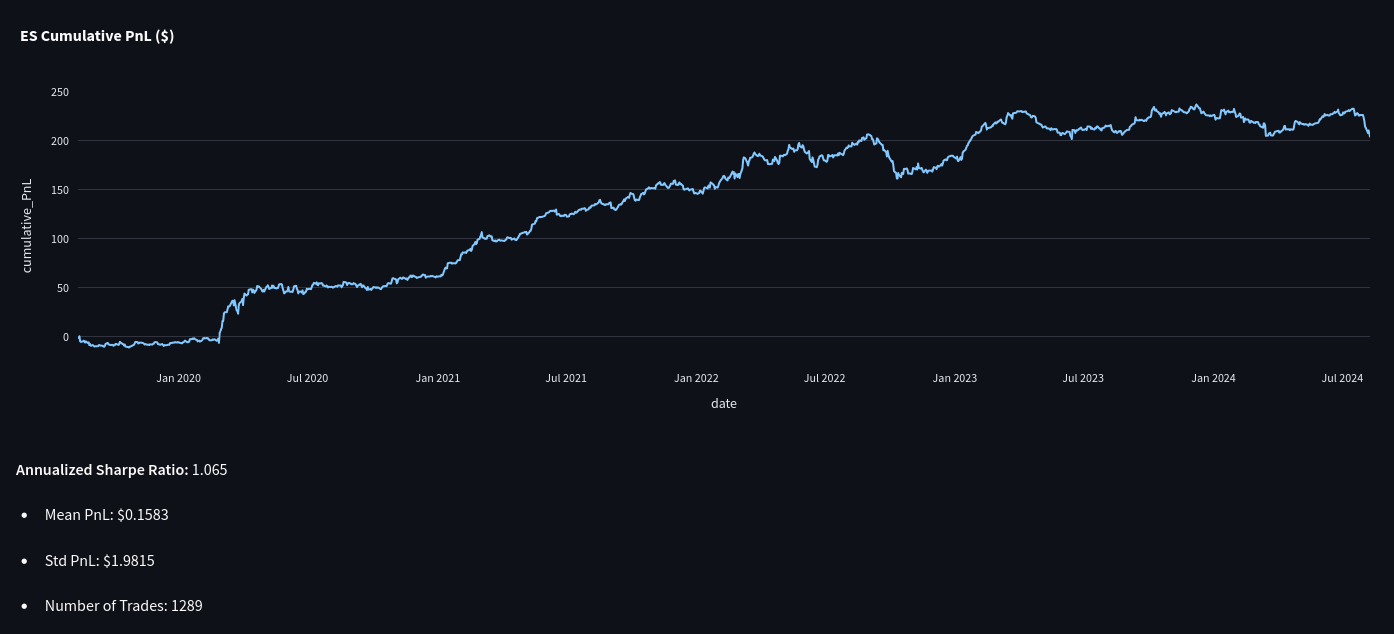 ES Cumulative PnL ($)
250
200
150
100
50
0
cumulative_PnL
Jan 2020 Jul 2020 Jan 2021 Jul 2021 Jan 2022 Jul 2022 Jan 2023 Jul 2023 Jan 2024 Jul 2024
date
Annualized Sharpe Ratio: 1.065
• Mean PnL: $0.1583
• Std PnL: $1.9815
• Number of Trades: 1289